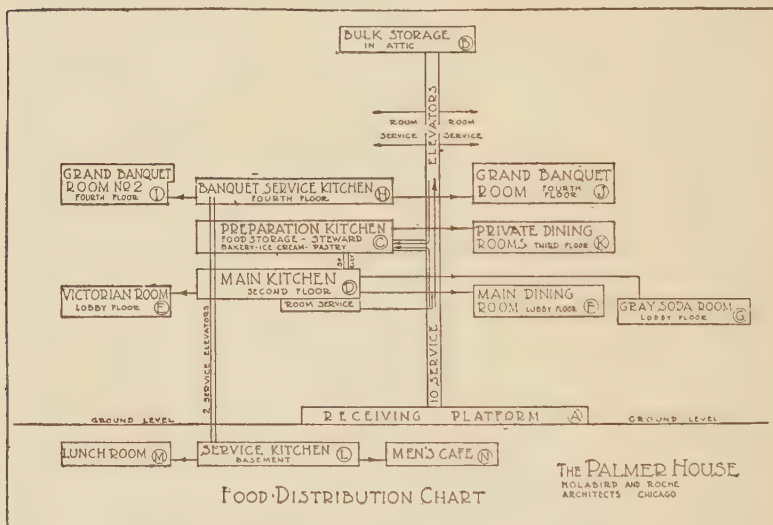 BULK STORAGE
IN ATTIC B
ROOM ROOM
SERVICE SERVICE
ELEVATORS
GRAND BANQUET
ROOM Nº 2
FOURTH FLOOR I
BANQUET SERVICE KITCHEN
FOURTH FLOOR H
GRAND BANQUET
ROOM FOURTH FLOOR J
PREPARATION KITCHEN
FOOD STORAGE - STEWARD
BAKERY - ICE CREAM - PASTRY C
PRIVATE DINING
ROOMS THIRD FLOOR K
MAIN KITCHEN
SECOND FLOOR D
ROOM SERVICE
VICTORIAN ROOM
LOBBY FLOOR E
MAIN DINING
ROOM LOBBY FLOOR F
GRAY SODA ROOM
LOBBY FLOOR G
2 SERVICE ELEVATORS
10 SERVICE
GROUND LEVEL
RECEIVING PLATFORM A
GROUND LEVEL
LUNCH ROOM M
SERVICE KITCHEN L
BASEMENT
MEN'S CAFE N
FOOD·DISTRIBUTION CHART
THE PALMER HOUSE
HOLABIRD AND ROCHE
ARCHITECTS CHICAGO